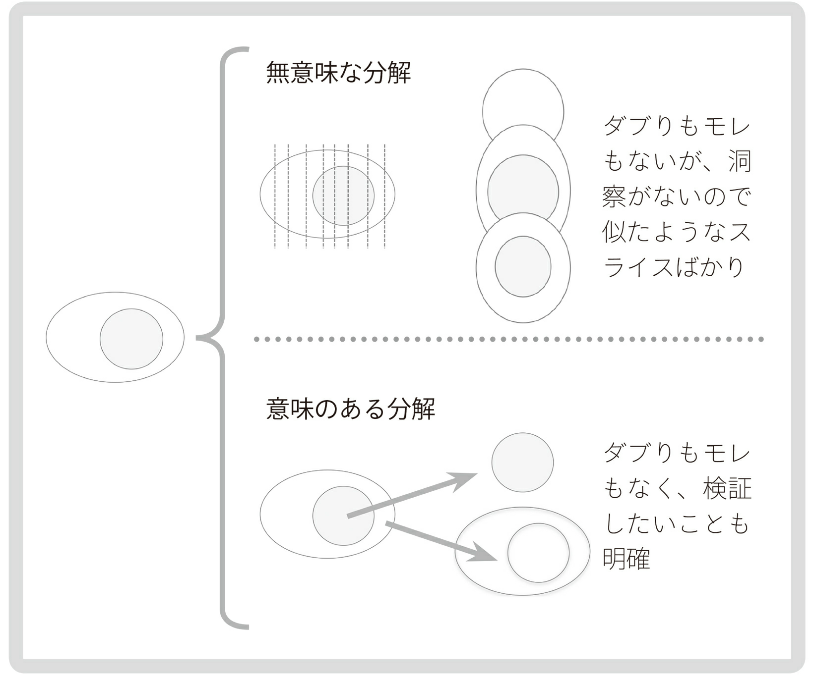 無意味な分解
ダブりもモレ
もないが、洞
察がないので
似たようなス
ライスばかり
意味のある分解
ダブりもモレ
もなく、検証
したいことも
明確